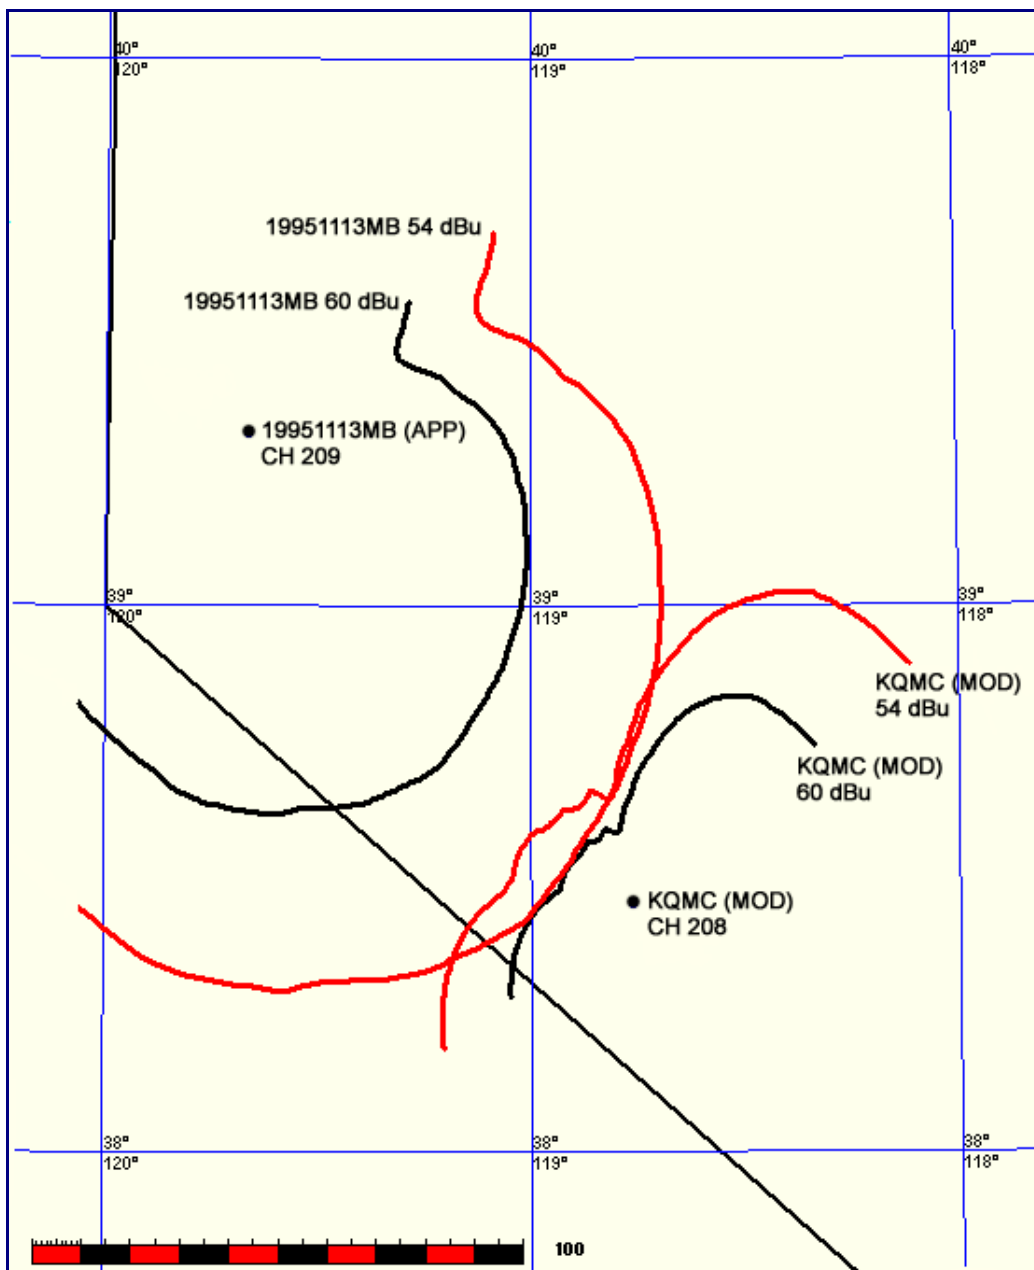 40°
120°
40°
119°
40°
118°
19951113MB 54 dBu
19951113MB 60 dBu
19951113MB (APP)
CH 209
39°
120°
39°
119°
39°
118°
KQMC (MOD)
54 dBu
KQMC (MOD)
60 dBu
KQMC (MOD)
CH 208
38°
120°
38°
119°
38°
118°
100